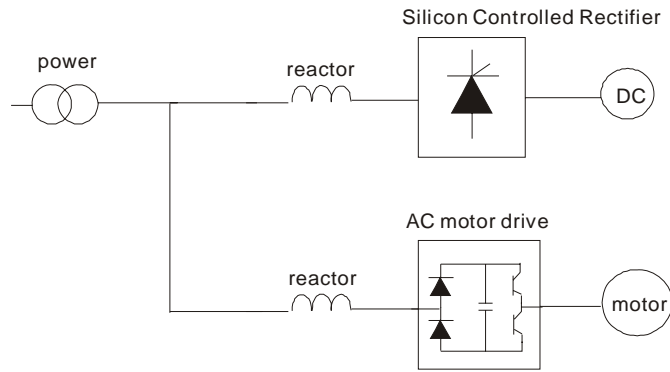 Silicon Controlled Rectifier
power
reactor
DC
AC motor drive
reactor
motor